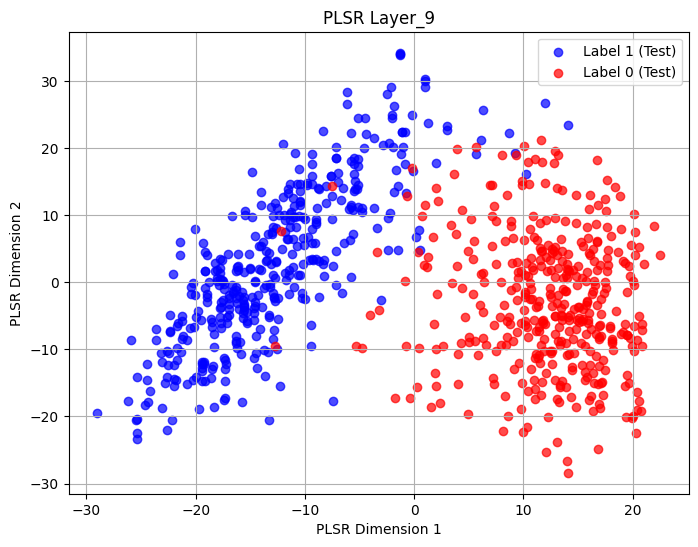 PLSR Layer_9
Label 1 (Test)
Label 0 (Test)
PLSR Dimension 2
30
20
10
0
−10
−20
−30
−30
−20
−10
0
10
20
PLSR Dimension 1